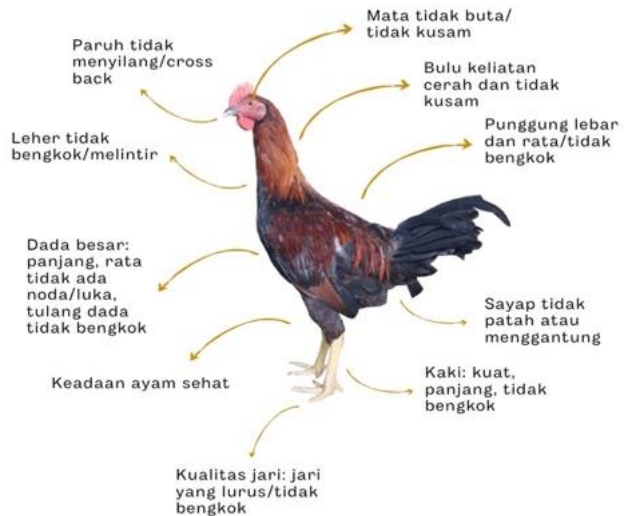 Mata tidak buta/
tidak kusam
Paruh tidak
menyilang/cross
back
Bulu keliatan
cerah dan tidak
kusam
Punggung lebar
dan rata/tidak
bengkok
Leher tidak
bengkok/melintir
Dada besar:
panjang, rata
tidak ada
noda/luka,
tulang dada
tidak bengkok
Sayap tidak
patah atau
menggantung
Keadaan ayam sehat
Kaki: kuat,
panjang, tidak
bengkok
Kualitas jari: jari
yang lurus/tidak
bengkok